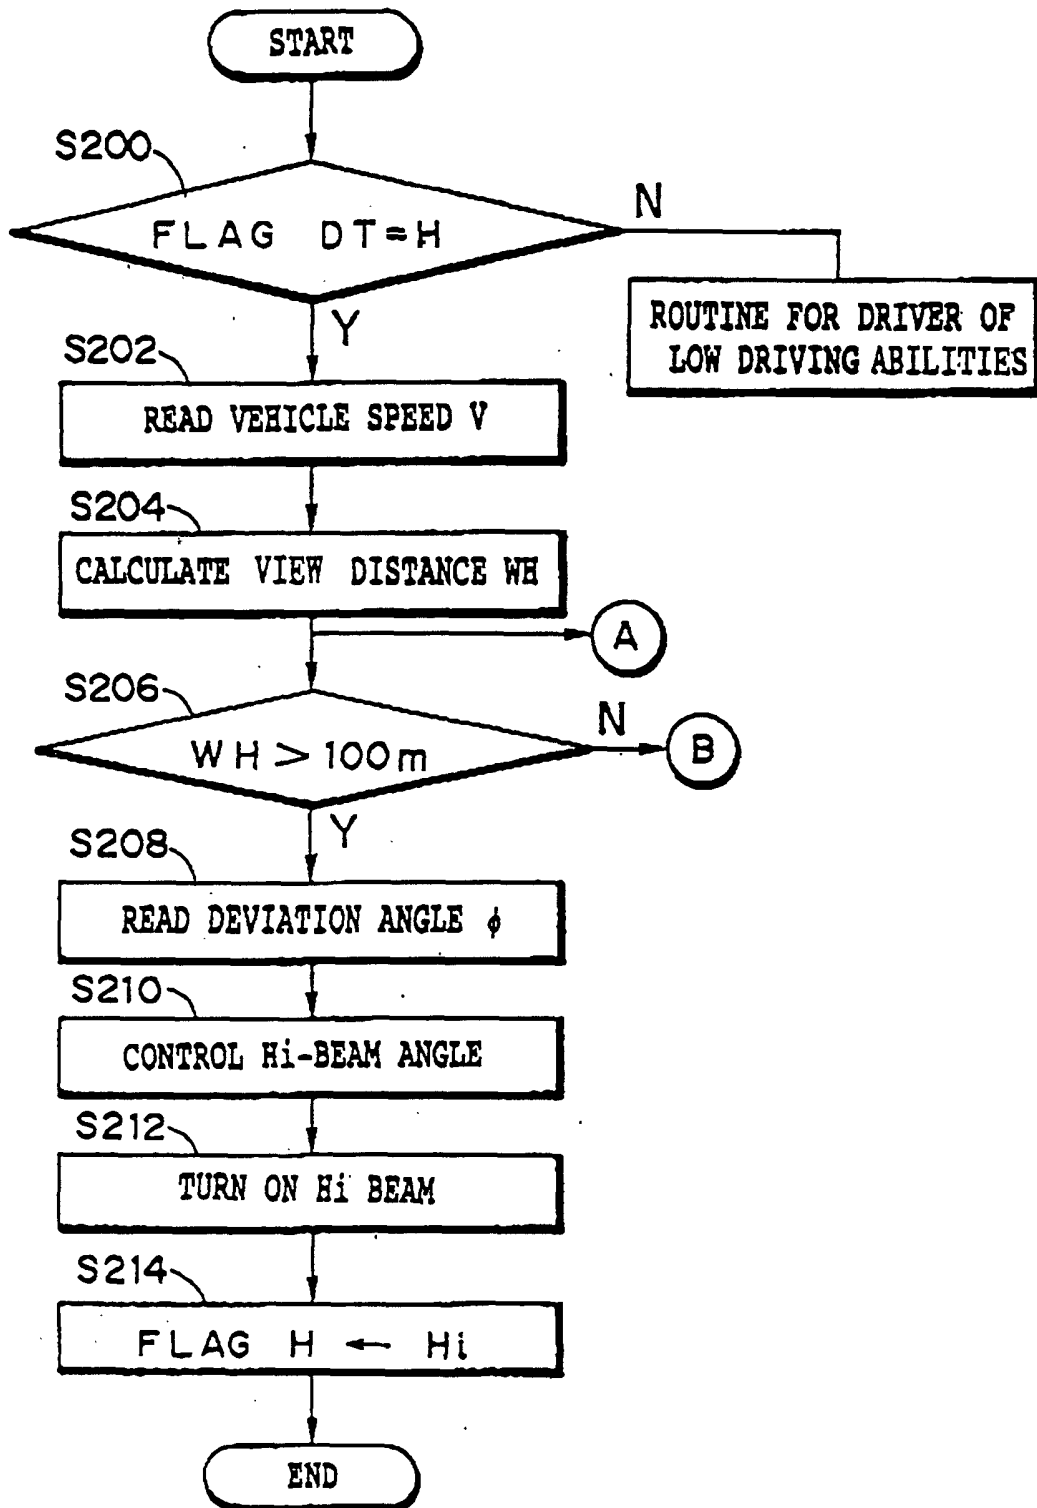 START
S200
FLAG DT=H
N
ROUTINE FOR DRIVER OF
LOW DRIVING ABILITIES
Y
S202
READ VEHICLE SPEED V
S204
CALCULATE VIEW DISTANCE WH
A
S206
WH > 100m
N
B
Y
S208
READ DEVIATION ANGLE ϕ
S210
CONTROL Hi-BEAM ANGLE
S212
TURN ON Hi BEAM
S214
FLAG H ← Hi
END